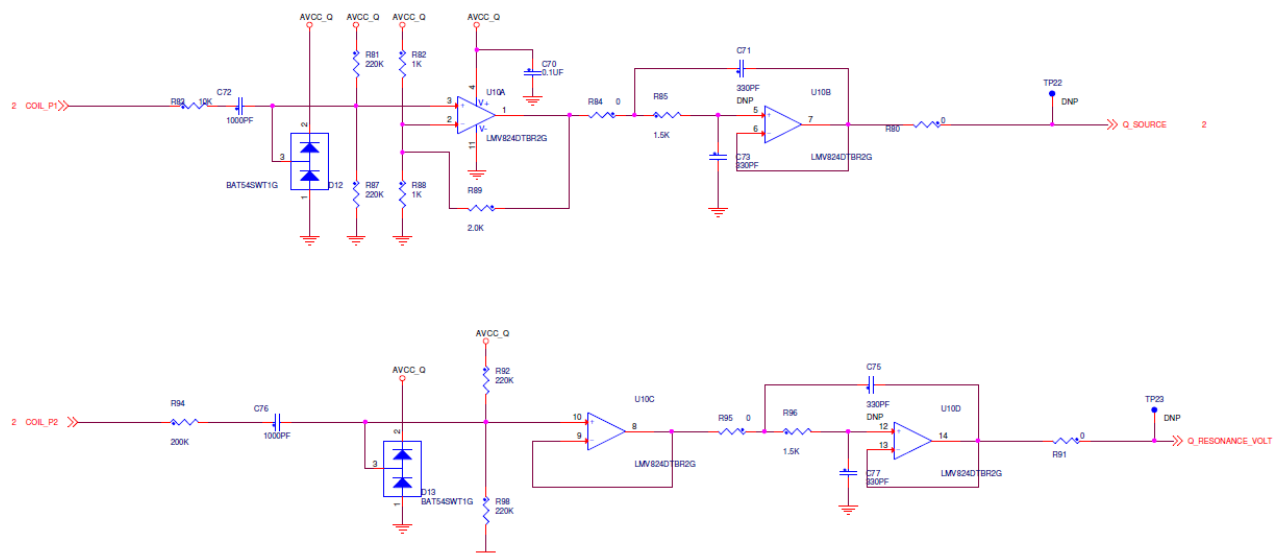 AVCC_Q
AVCC_Q
AVCC_Q
AVCC_Q
R81
220K
R82
1K
C70
0.1UF
C71
330PF
DNP
2 COIL_P1
R83 10K
C72
1000PF
U10A
4
V+
3
+
2
-
1
V-
11
LMV824DTBR2G
R84 0
R85
1.5K
U10B
5
+
6
-
7
LMV824DTBR2G
TP22
DNP
R80 0
Q_SOURCE 2
2
3
1
BAT54SWT1G
D12
R87
220K
R88
1K
R89
2.0K
C73
330PF
AVCC_Q
R92
220K
AVCC_Q
2 COIL_P2
R94
200K
C76
1000PF
2
3
1
D13
BAT54SWT1G
R98
220K
U10C
10
+
9
-
8
LMV824DTBR2G
R95 0
R96
1.5K
C75
330PF
DNP
U10D
12
+
13
-
14
LMV824DTBR2G
C77
330PF
TP23
DNP
0
R91
Q_RESONANCE_VOLT